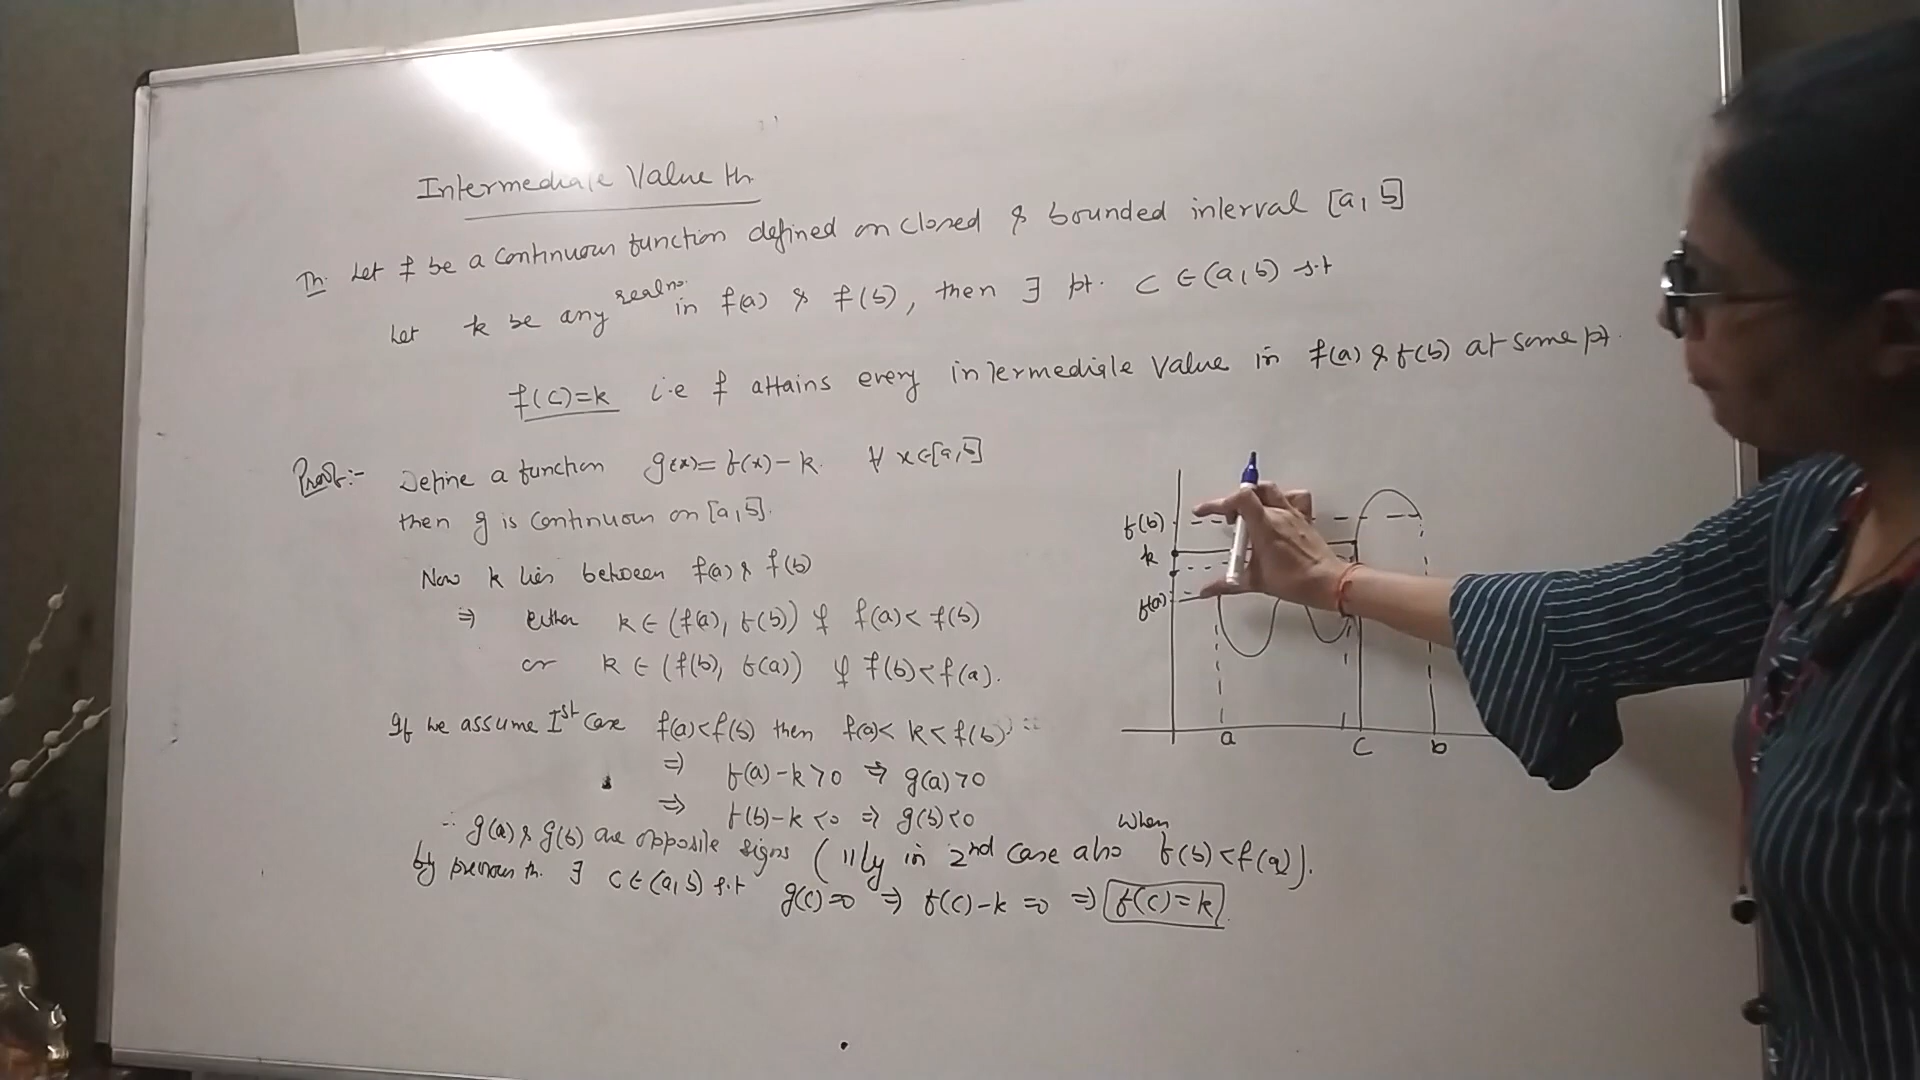 Intermediate Value th.
Th. Let f be a continuous function defined on closed & bounded interval [a, b]
Let k be any real no. in f(a) & f(b), then ∃ pt. c ∈ (a, b) s.t
f(c)=k i.e f attains every intermediate value in f(a) & f(b) at some pt.
Proof:- Define a function g(x)= f(x)-k. ∀ x∈[a,b]
then g is continuous on [a, b].
Now k lies between f(a) & f(b)
⇒ either k ∈ (f(a), f(b)) if f(a) < f(b)
or k ∈ (f(b), f(a)) if f(b) < f(a).
If we assume Ist Case f(a)<f(b) then f(a)< k < f(b)
⇒ f(a)-k >0 ⇒ g(a)>0
⇒ f(b)-k <0 ⇒ g(b)<0
∴ g(a) & g(b) are opposite signs (lly in 2nd case also when f(b) < f(a)).
by previous th. ∃ c∈(a,b) s.t g(c)=0 ⇒ f(c)-k =0 ⇒ f(c)=k.
f(b)
k
f(a)
a c b